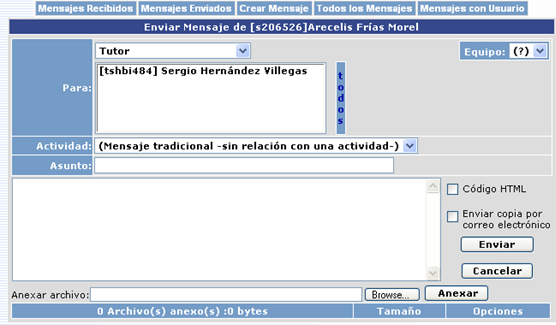 Mensajes Recibidos Mensajes Enviados Crear Mensaje Todos los Mensajes Mensajes con Usuario
Enviar Mensaje de [s206526]Arecelis Frías Morel
Tutor Equipo: (?)
Para: [tshbi484] Sergio Hernández Villegas
todos
Actividad: (Mensaje tradicional -sin relación con una actividad-)
Asunto:
Código HTML
Enviar copia por
correo electrónico
Enviar
Cancelar
Anexar archivo: Browse... Anexar
0 Archivo(s) anexo(s) :0 bytes Tamaño Opciones